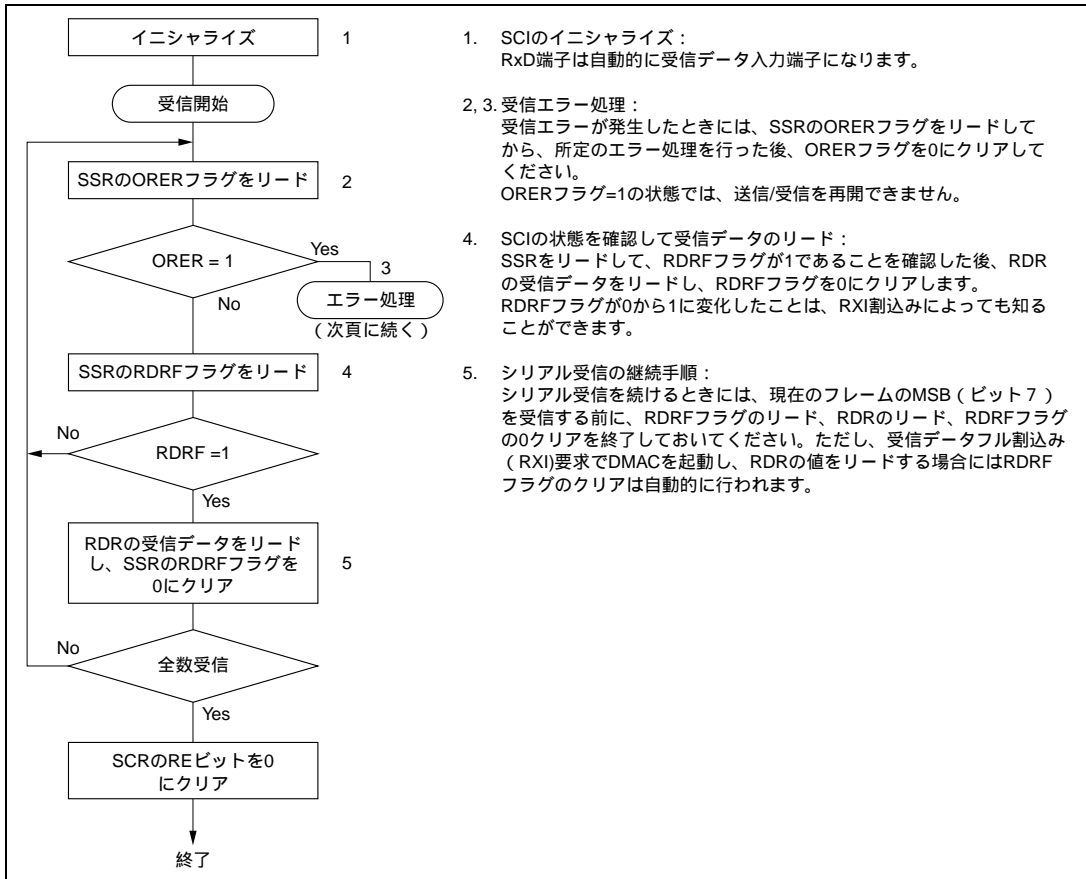 イニシャライズ 1
受信開始
SSRのORERフラグをリード 2
ORER = 1
Yes
3
No
エラー処理
(次頁に続く)
SSRのRDRFフラグをリード 4
No
RDRF =1
Yes
RDRの受信データをリード
し、SSRのRDRFフラグを
0にクリア
5
No
全数受信
Yes
SCRのREビットを0
にクリア
終了
1. SCIのイニシャライズ:
RxD端子は自動的に受信データ入力端子になります。
2, 3. 受信エラー処理:
受信エラーが発生したときには、SSRのORERフラグをリードして
から、所定のエラー処理を行った後、ORERフラグを0にクリアして
ください。
ORERフラグ=1の状態では、送信/受信を再開できません。
4. SCIの状態を確認して受信データのリード:
SSRをリードして、RDRFフラグが1であることを確認した後、RDR
の受信データをリードし、RDRFフラグを0にクリアします。
RDRFフラグが0から1に変化したことは、RXI割込みによっても知る
ことができます。
5. シリアル受信の継続手順:
シリアル受信を続けるときには、現在のフレームのMSB(ビット7)
を受信する前に、RDRFフラグのリード、RDRのリード、RDRFフラグ
の0クリアを終了しておいてください。ただし、受信データフル割込み
(RXI)要求でDMACを起動し、RDRの値をリードする場合にはRDRF
フラグのクリアは自動的に行われます。